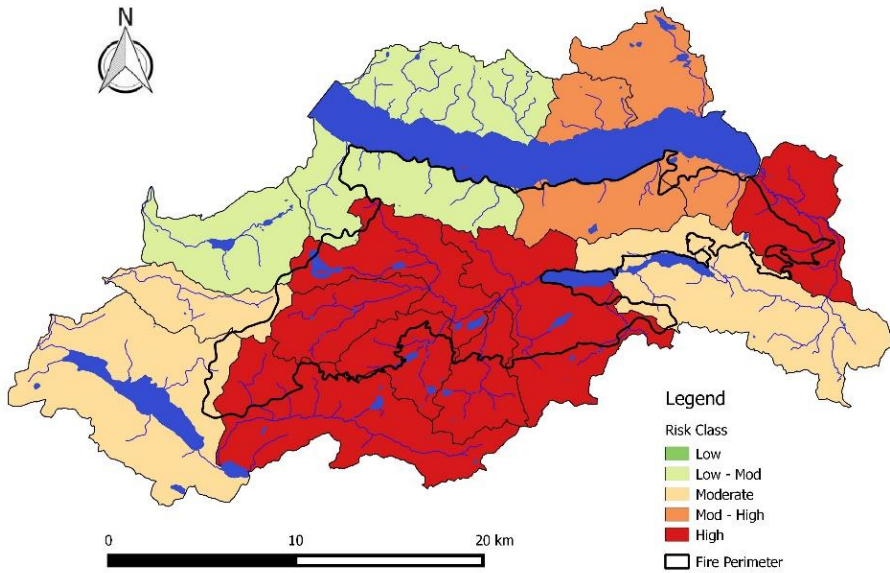 N
Legend
Risk Class
Low
Low - Mod
Moderate
Mod - High
High
Fire Perimeter
0 10 20 km